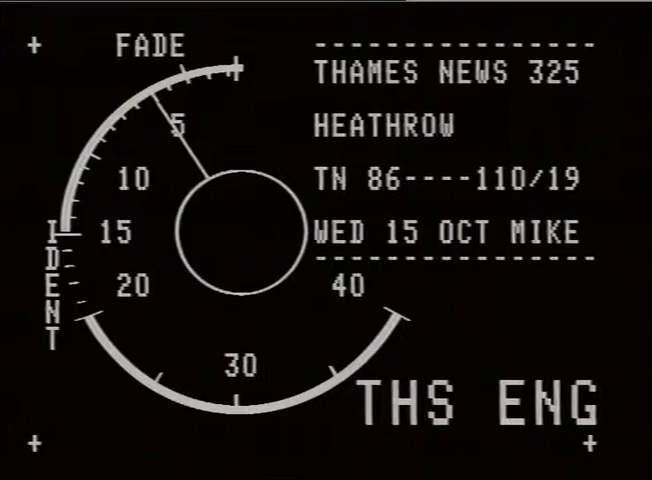 FADE
THAMES NEWS 325
HEATHROW
TN 86----110/19
WED 15 OCT MIKE
5
10
15
20
30
40
IDENT
THS ENG